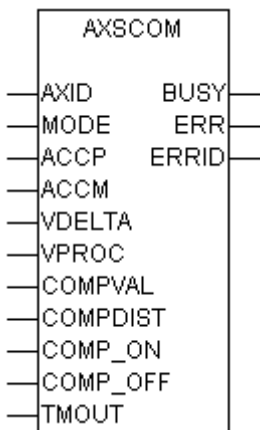 AXSCOM
AXID BUSY
MODE ERR
ACCP ERRID
ACCM
VDELTA
VPROC
COMPVAL
COMPDIST
COMP_ON
COMP_OFF
TMOUT